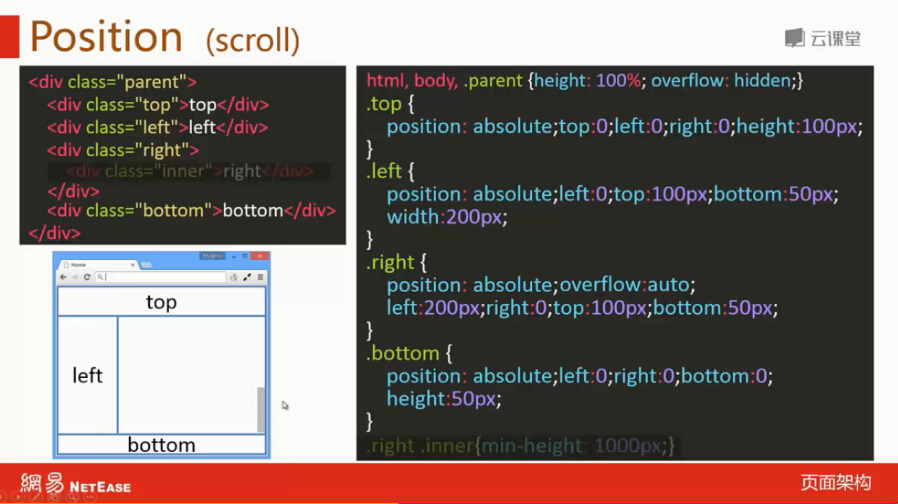 Position (scroll)
云课堂
<div class="parent">
<div class="top">top</div>
<div class="left">left</div>
<div class="right">
<div class="inner">right</div>
</div>
<div class="bottom">bottom</div>
</div>
html, body, .parent {height: 100%; overflow: hidden;}
.top {
position: absolute;top:0;left:0;right:0;height:100px;
}
.left {
position: absolute;left:0;top:100px;bottom:50px;
width:200px;
}
.right {
position: absolute;overflow:auto;
left:200px;right:0;top:100px;bottom:50px;
}
.bottom {
position: absolute;left:0;right:0;bottom:0;
height:50px;
}
.right .inner{min-height: 1000px;}
Home
top
left
bottom
網易 NETEASE
页面架构